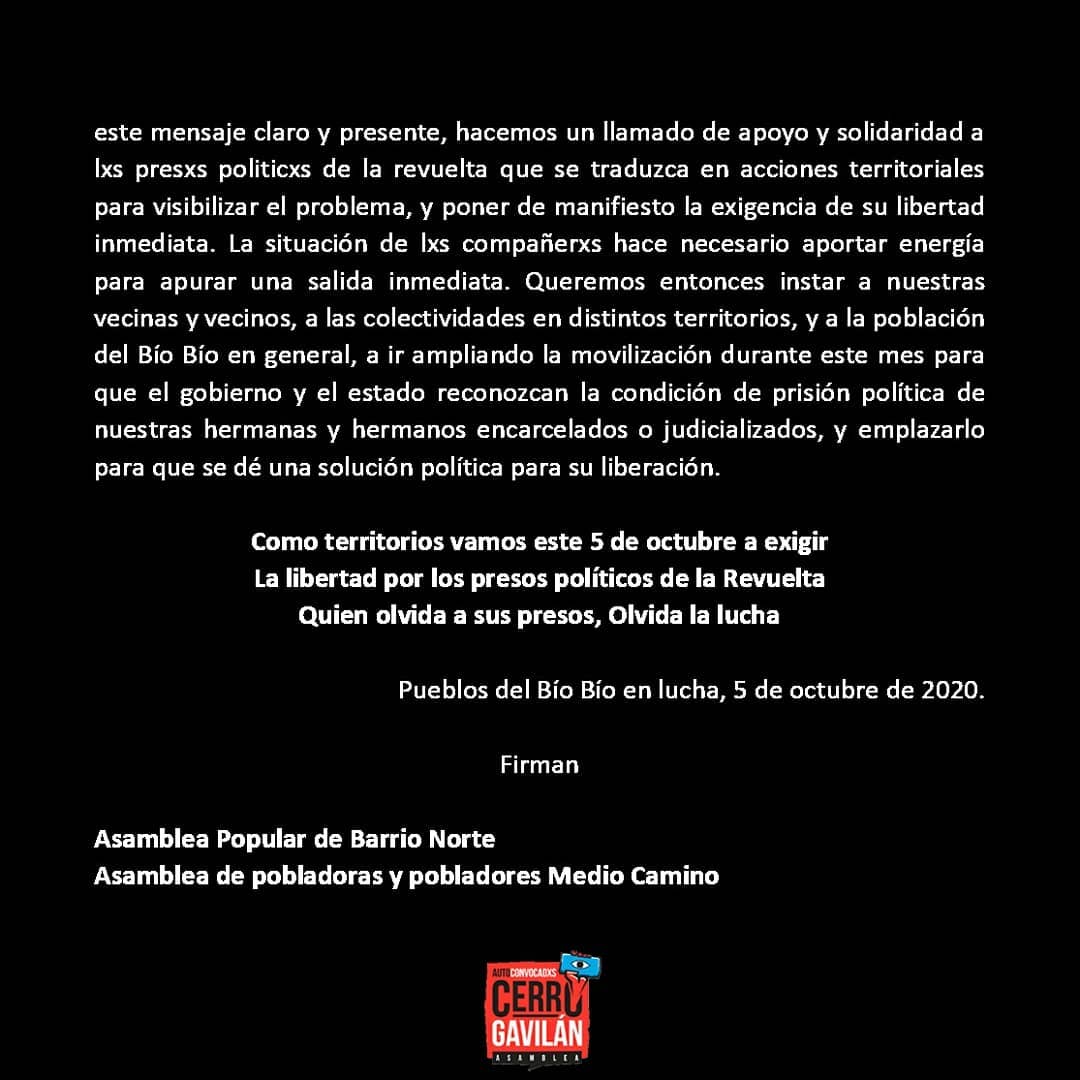 este mensaje claro y presente, hacemos un llamado de apoyo y solidaridad a
lxs presxs politicxs de la revuelta que se traduzca en acciones territoriales
para visibilizar el problema, y poner de manifiesto la exigencia de su libertad
inmediata. La situación de lxs compañerxs hace necesario aportar energía
para apurar una salida inmediata. Queremos entonces instar a nuestras
vecinas y vecinos, a las colectividades en distintos territorios, y a la población
del Bío Bío en general, a ir ampliando la movilización durante este mes para
que el gobierno y el estado reconozcan la condición de prisión política de
nuestras hermanas y hermanos encarcelados o judicializados, y emplazarlo
para que se dé una solución política para su liberación.
Como territorios vamos este 5 de octubre a exigir
La libertad por los presos políticos de la Revuelta
Quien olvida a sus presos, Olvida la lucha
Pueblos del Bío Bío en lucha, 5 de octubre de 2020.
Firman
Asamblea Popular de Barrio Norte
Asamblea de pobladoras y pobladores Medio Camino
AUTOCONVOCADXS
CERRO
GAVILÁN
ASAMBLEA